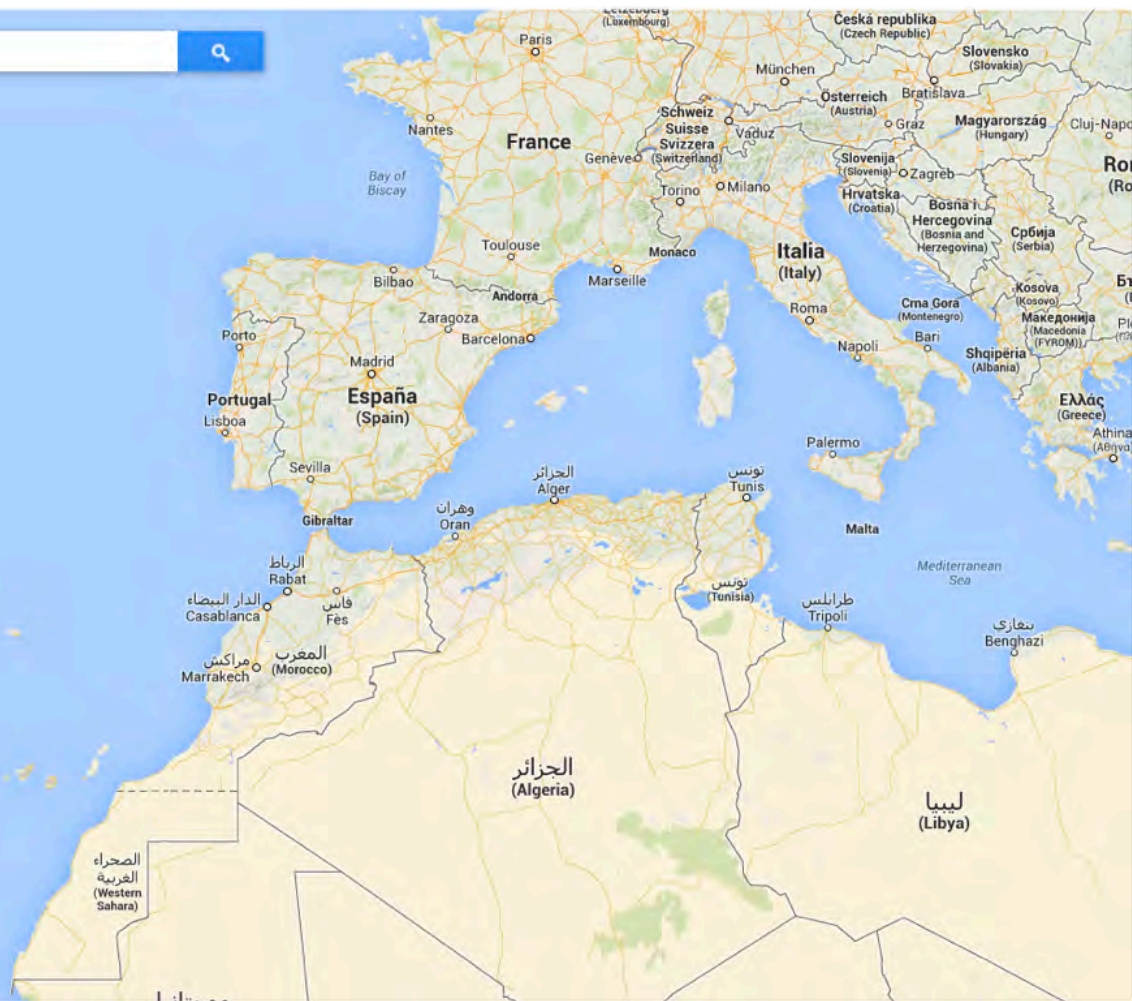 (Luxembourg)
Česká republika
(Czech Republic)
Paris
Slovensko
(Slovakia)
München
Bratislava
Österreich
(Austria)
Nantes
France
Schweiz
Suisse
Svizzera
(Switzerland)
Vaduz
Graz
Magyarország
(Hungary)
Genève
Slovenija
(Slovenia)
Zagreb
Bay of
Biscay
Torino
Milano
Hrvatska
(Croatia)
Bosna i
Hercegovina
(Bosnia and
Herzegovina)
Србија
(Serbia)
Toulouse
Monaco
Italia
(Italy)
Bilbao
Marseille
Andorra
Kosova
(Kosovo)
Zaragoza
Roma
Crna Gora
(Montenegro)
Македонија
(Macedonia
(FYROM))
Porto
Barcelona
Napoli
Bari
Shqipëria
(Albania)
Madrid
Portugal
España
(Spain)
Ελλάς
(Greece)
Lisboa
Palermo
Athina
(Αθήνα)
Sevilla
الجزائر
Alger
تونس
Tunis
Gibraltar
وهران
Oran
Malta
الرباط
Rabat
Mediterranean
Sea
الدار البيضاء
Casablanca
فاس
Fès
تونس
(Tunisia)
طرابلس
Tripoli
بنغازي
Benghazi
مراكش
Marrakech
المغرب
(Morocco)
الجزائر
(Algeria)
ليبيا
(Libya)
الصحراء
الغربية
(Western
Sahara)